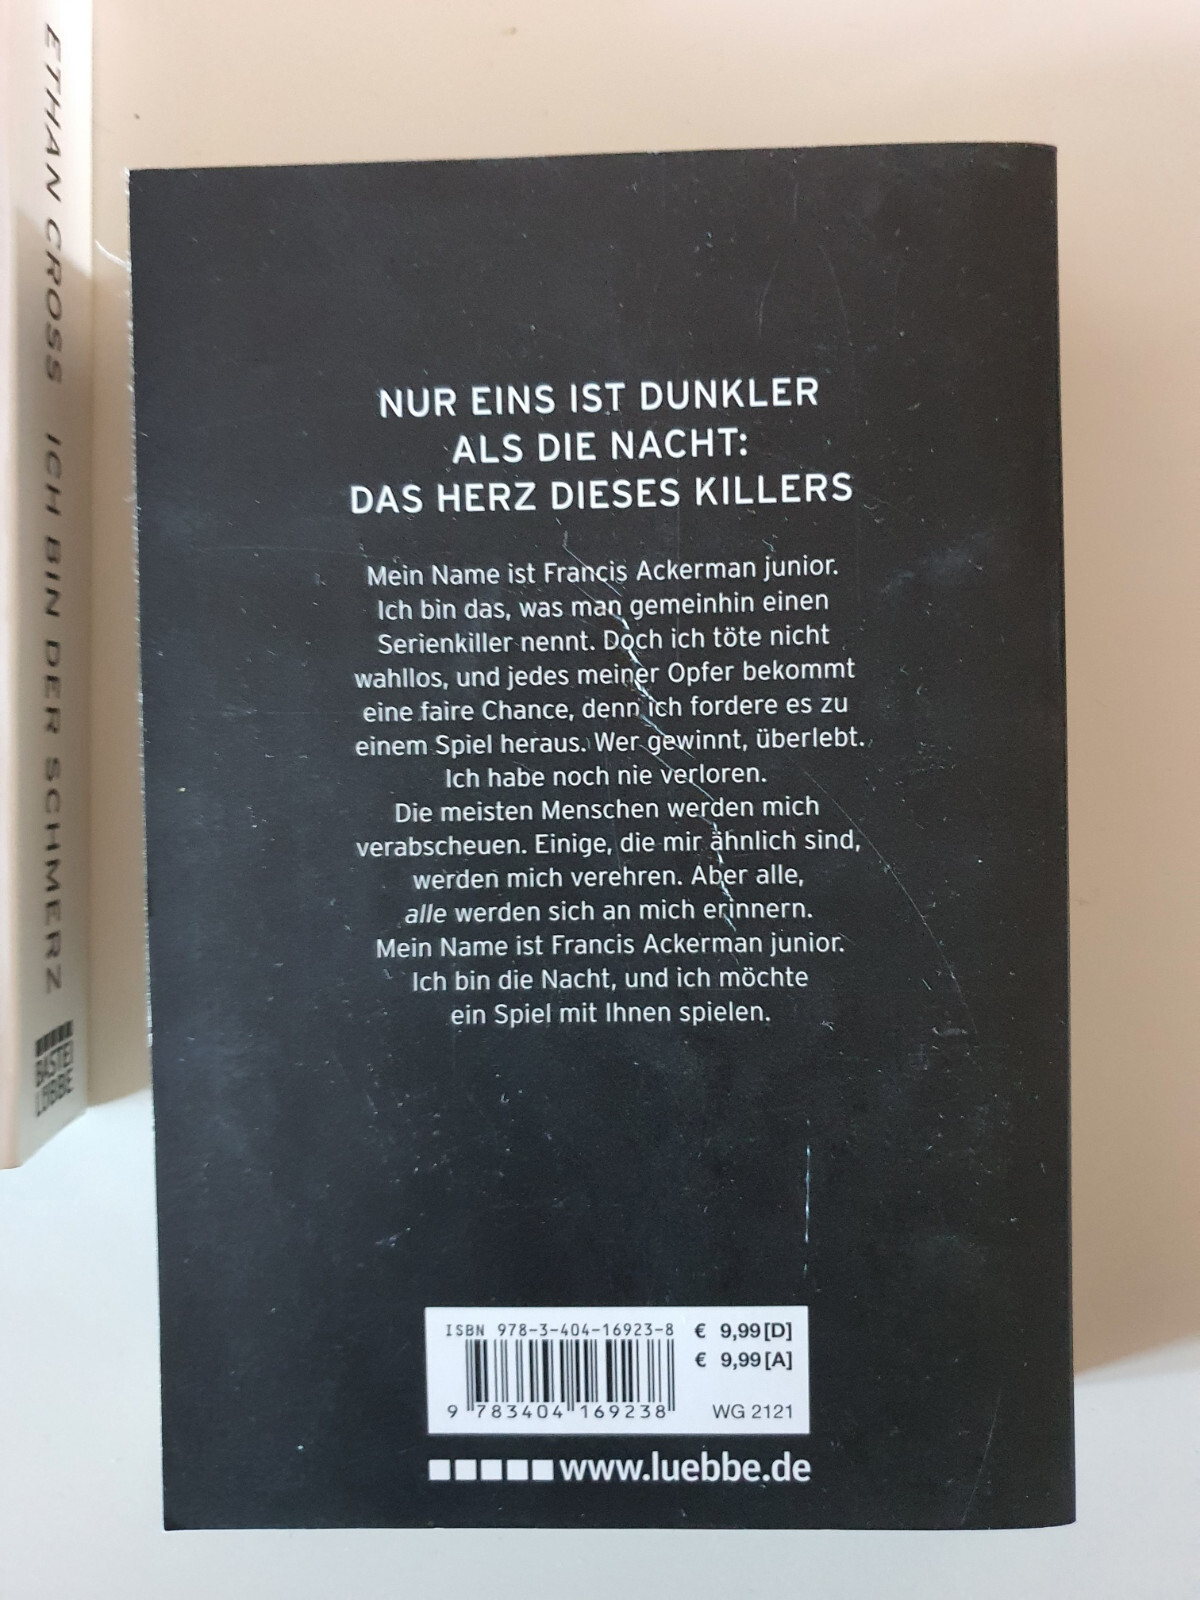 ETHAN CROSS ICH BIN DER SCHMERZ
BASTEI
LÜBBE
NUR EINS IST DUNKLER
ALS DIE NACHT:
DAS HERZ DIESES KILLERS
Mein Name ist Francis Ackerman junior.
Ich bin das, was man gemeinhin einen
Serienkiller nennt. Doch ich töte nicht
wahllos, und jedes meiner Opfer bekommt
eine faire Chance, denn ich fordere es zu
einem Spiel heraus. Wer gewinnt, überlebt.
Ich habe noch nie verloren.
Die meisten Menschen werden mich
verabscheuen. Einige, die mir ähnlich sind,
werden mich verehren. Aber alle,
alle werden sich an mich erinnern.
Mein Name ist Francis Ackerman junior.
Ich bin die Nacht, und ich möchte
ein Spiel mit Ihnen spielen.
ISBN 978-3-404-16923-8 € 9,99[D]
€ 9,99[A]
9 783404 169238 WG 2121
www.luebbe.de